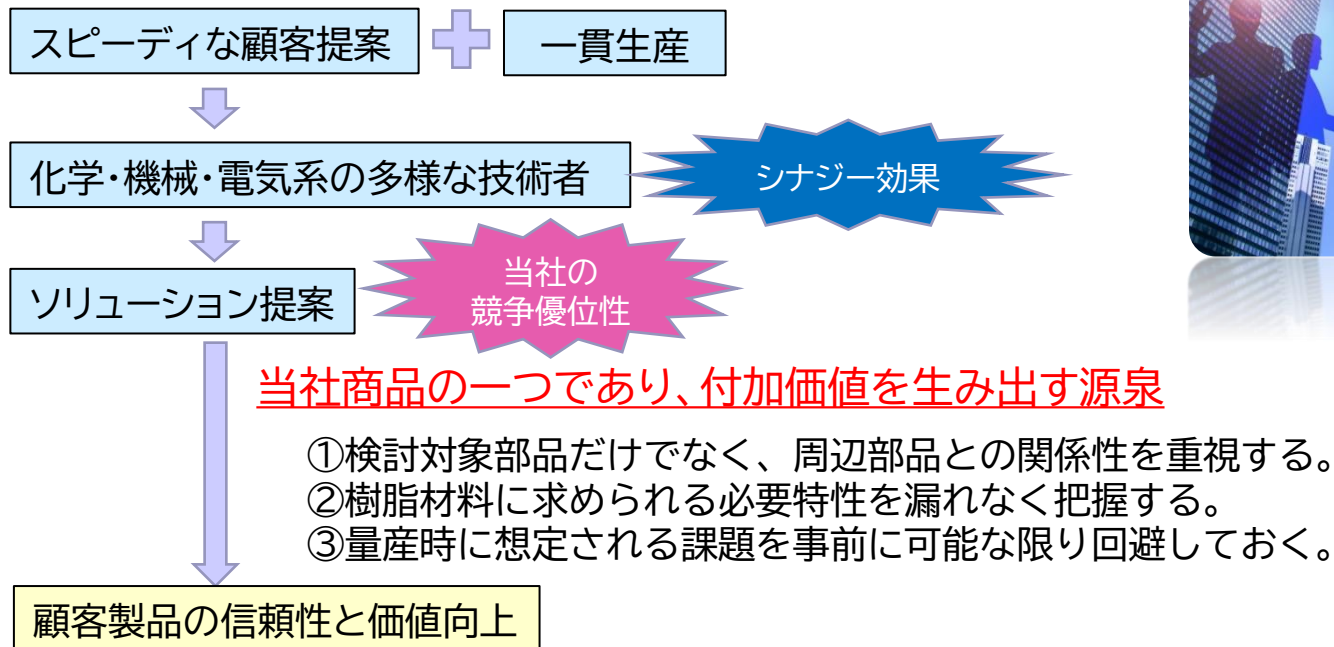 スピーディな顧客提案
一貫生産
化学・機械・電気系の多様な技術者
シナジー効果
ソリューション提案
当社の
競争優位性
当社商品の一つであり、付加価値を生み出す源泉
①検討対象部品だけでなく、周辺部品との関係性を重視する。
②樹脂材料に求められる必要特性を漏れなく把握する。
③量産時に想定される課題を事前に可能な限り回避しておく。
顧客製品の信頼性と価値向上